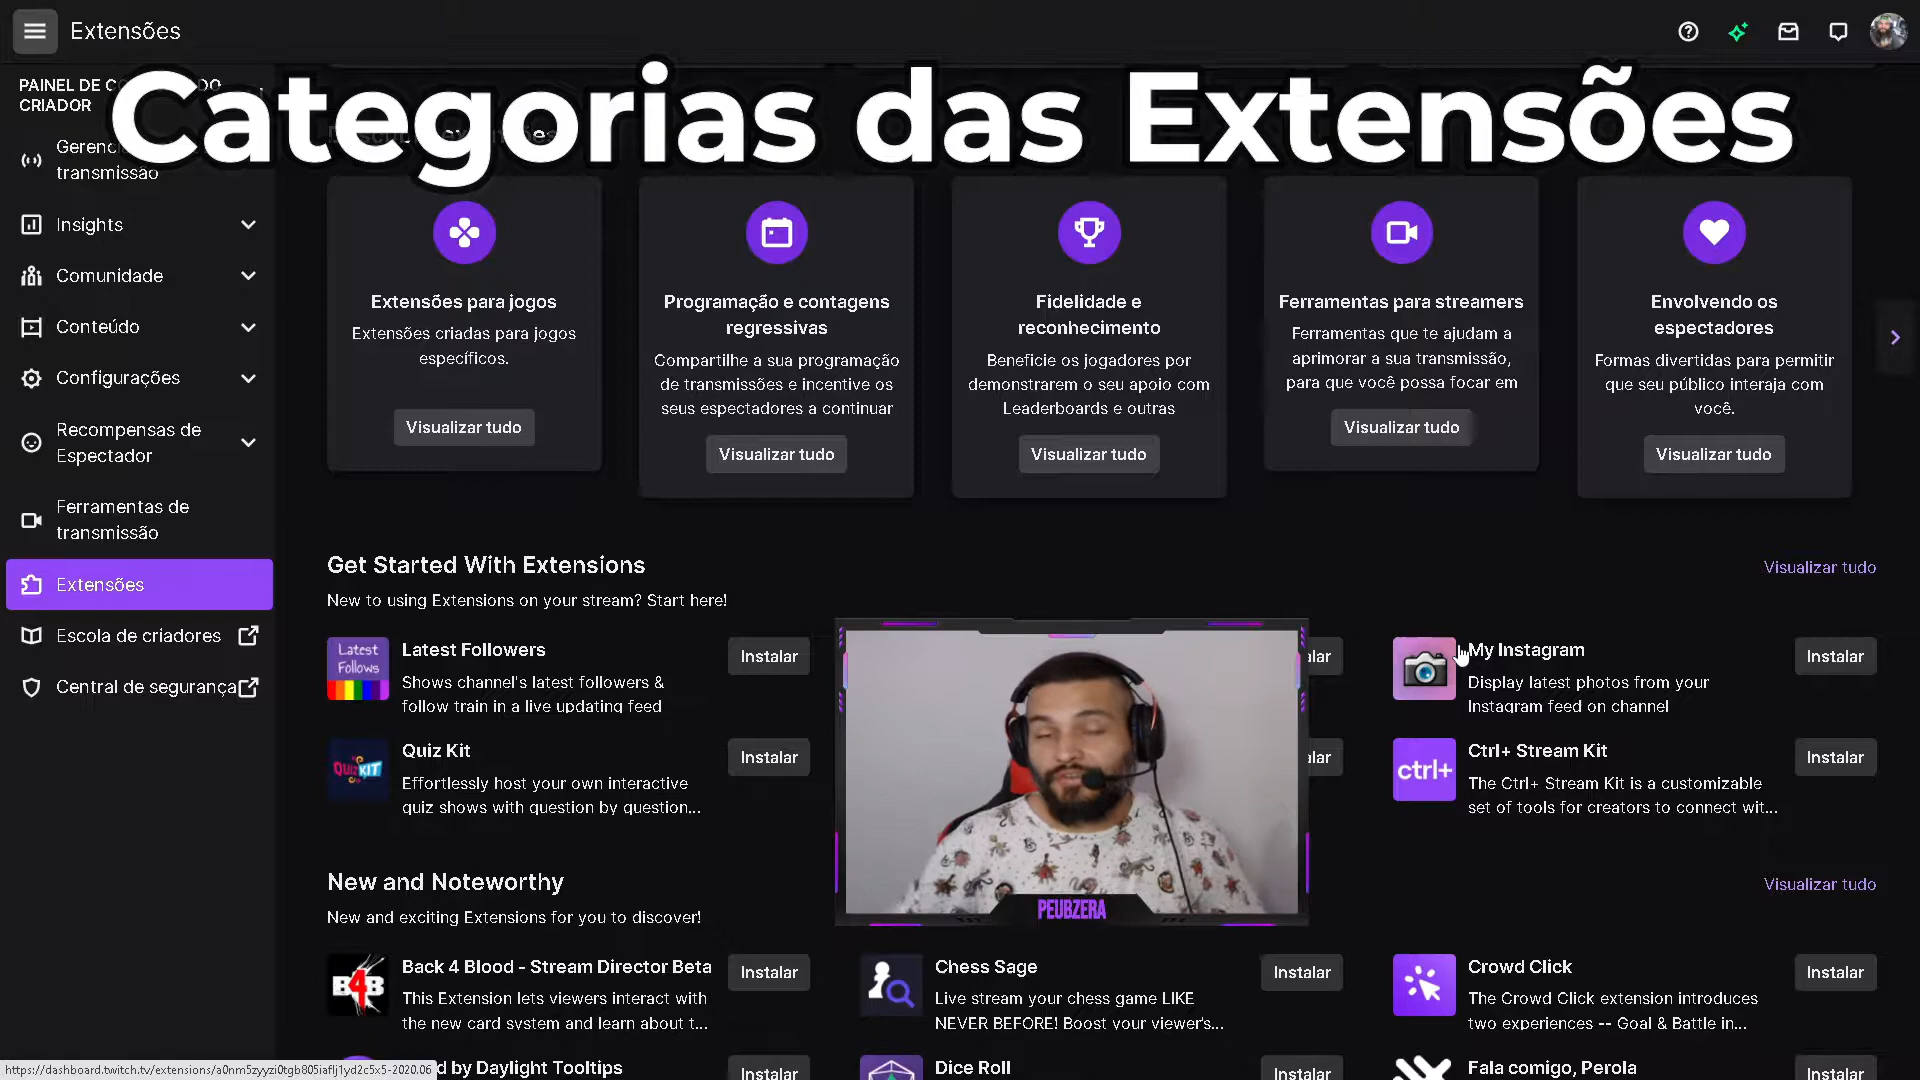 Extensões
Categorias das Extensões
PAINEL DE
CRIADOR
transmissão
Insights
Comunidade
Conteúdo
Configurações
Recompensas de
Espectador
Ferramentas de
transmissão
Extensões
Escola de criadores
Central de segurança
Extensões para jogos
Extensões criadas para jogos
específicos.
Visualizar tudo
Programação e contagens
regressivas
Compartilhe a sua programação
de transmissões e incentive os
seus espectadores a continuar
Visualizar tudo
Fidelidade e
reconhecimento
Beneficie os jogadores por
demonstrarem o seu apoio com
Leaderboards e outras
Visualizar tudo
Ferramentas para streamers
Ferramentas que te ajudam a
aprimorar a sua transmissão,
para que você possa focar em
Visualizar tudo
Envolvendo os
espectadores
Formas divertidas para permitir
que seu público interaja com
você.
Visualizar tudo
Get Started With Extensions
Visualizar tudo
New to using Extensions on your stream? Start here!
Latest
Follows
Latest Followers
Shows channel's latest followers &
follow train in a live updating feed
Instalar
My Instagram
Display latest photos from your
Instagram feed on channel
Instalar
QUIZKIT
Quiz Kit
Effortlessly host your own interactive
quiz shows with question by question...
Instalar
ctrl+
Ctrl+ Stream Kit
The Ctrl+ Stream Kit is a customizable
set of tools for creators to connect wit...
Instalar
PEUBZERA
New and Noteworthy
Visualizar tudo
New and exciting Extensions for you to discover!
B4B
Back 4 Blood - Stream Director Beta
This Extension lets viewers interact with
the new card system and learn about t...
Instalar
Chess Sage
Live stream your chess game LIKE
NEVER BEFORE! Boost your viewer's...
Instalar
Crowd Click
The Crowd Click extension introduces
two experiences -- Goal & Battle in...
Instalar
by Daylight Tooltips
Instalar
Dice Roll
Instalar
Fala comigo, Perola
Instalar
https://dashboard.twitch.tv/extensions/a0nm5zyyzi0tgb805iaflj1yd2c5x5-2020.06